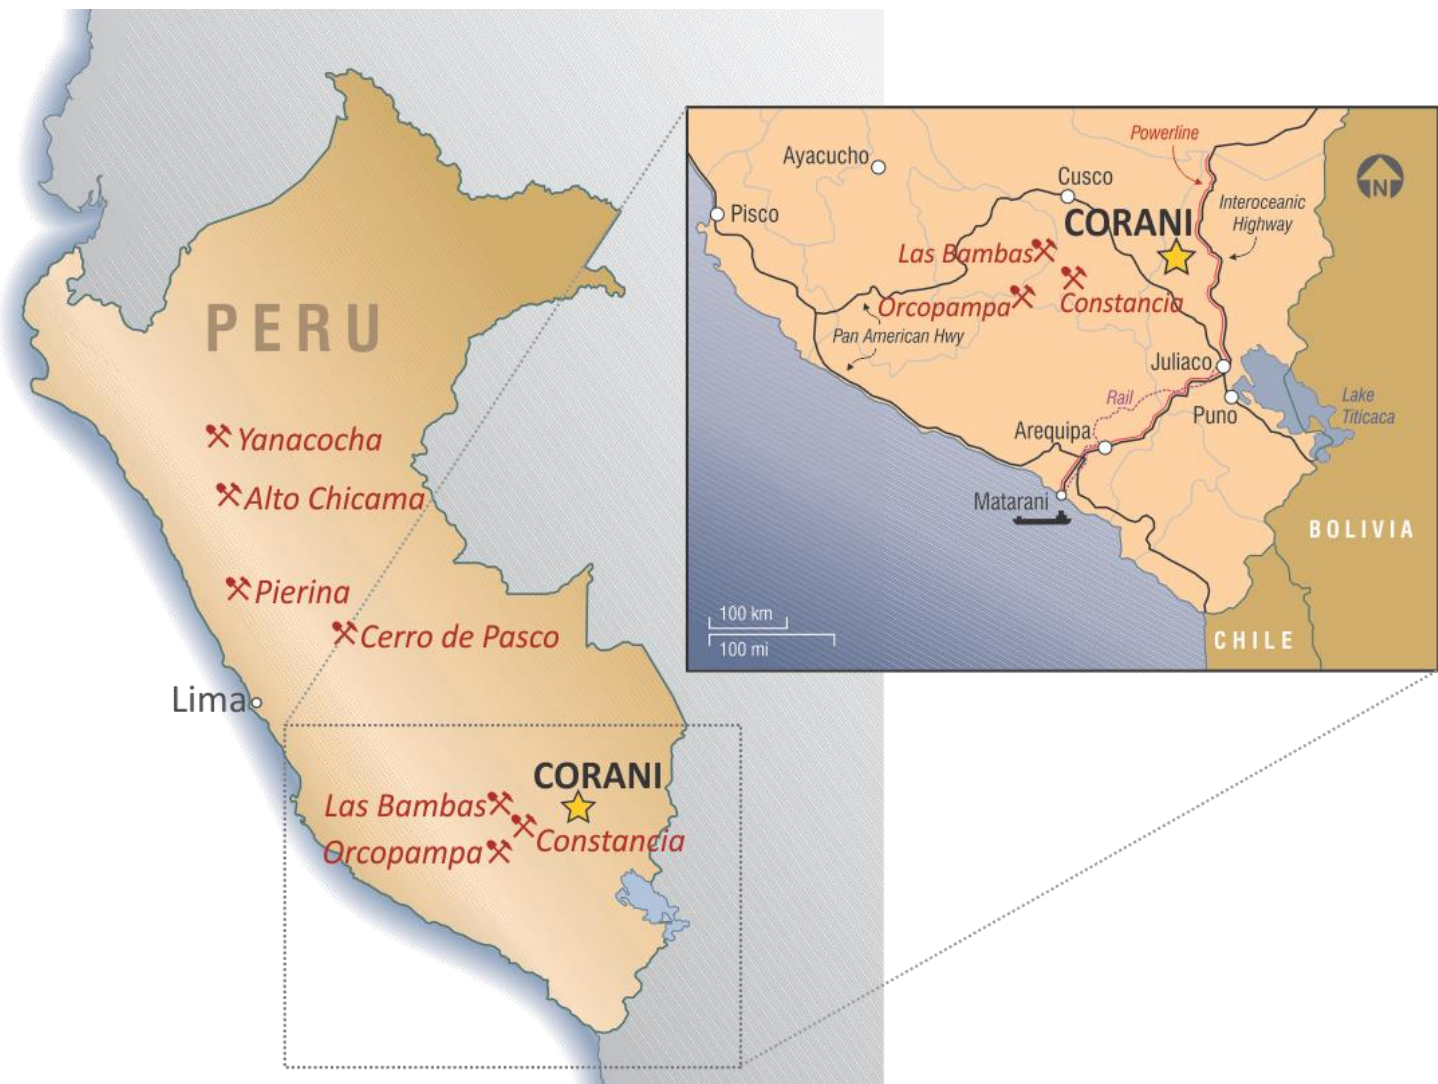 PERU
Yanacocha
Alto Chicama
Pierina
Cerro de Pasco
Lima
CORANI
Las Bambas
Constancia
Orcopampa
Powerline
Ayacucho
Cusco
N
Pisco
CORANI
Interoceanic
Highway
Las Bambas
Orcopampa
Constancia
Pan American Hwy
Juliaco
Rail
Lake
Titicaca
Puno
Arequipa
Matarani
BOLIVIA
100 km
100 mi
CHILE